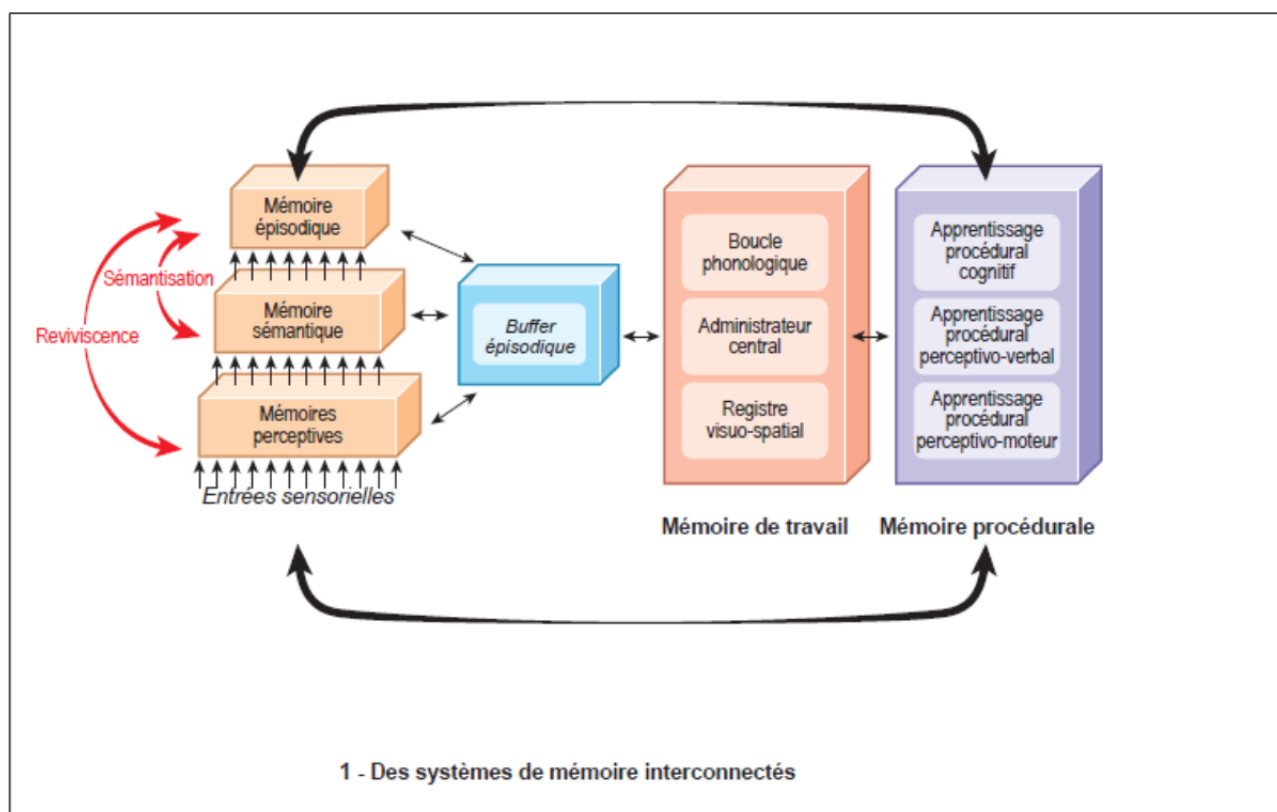 Mémoire
épisodique
Sémantisation
Mémoire
sémantique
Reviviscence
Mémoires
perceptives
Entrées sensorielles
Buffer
épisodique
Boucle
phonologique
Administrateur
central
Registre
visuo-spatial
Mémoire de travail
Apprentissage
procédural
cognitif
Apprentissage
procédural
perceptivo-verbal
Apprentissage
procédural
perceptivo-moteur
Mémoire procédurale
1 - Des systèmes de mémoire interconnectés